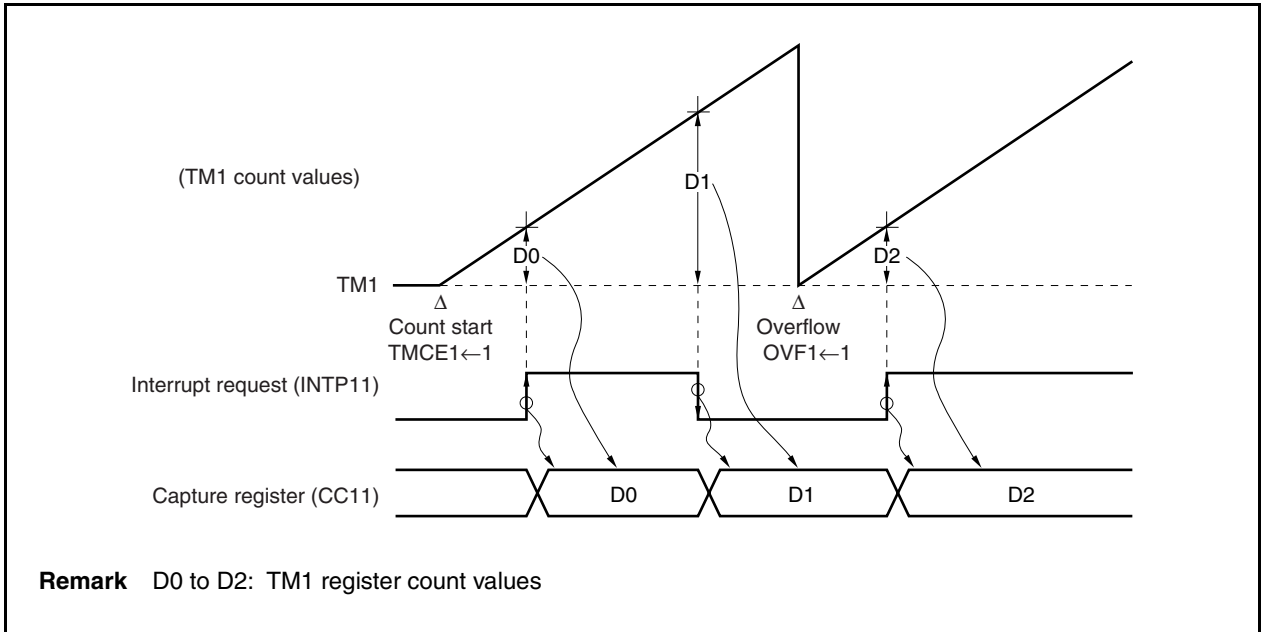 (TM1 count values)
D1
D0
D2
TM1
Δ
Δ
Count start
TMCE1←1
Overflow
OVF1←1
Interrupt request (INTP11)
Capture register (CC11)
D0
D1
D2
Remark D0 to D2: TM1 register count values